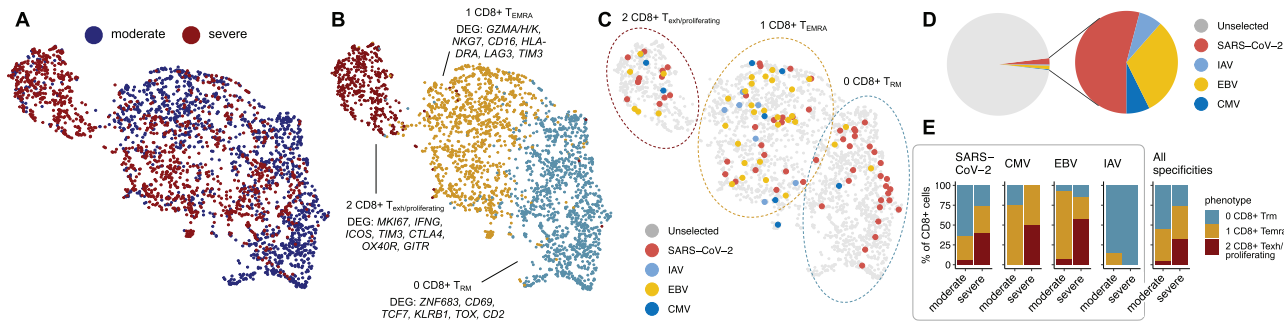 A
moderate
severe
B
1 CD8+ TEMRA
DEG: GZMA/H/K,
NKG7, CD16, HLA-
DRA, LAG3, TIM3
2 CD8+ Texh/proliferating
DEG: MKI67, IFNG,
ICOS, TIM3, CTLA4,
OX40R, GITR
0 CD8+ TRM
DEG: ZNF683, CD69,
TCF7, KLRB1, TOX, CD2
C
2 CD8+ Texh/proliferating
1 CD8+ TEMRA
0 CD8+ TRM
Unselected
SARS–CoV–2
IAV
EBV
CMV
D
Unselected
SARS–CoV–2
IAV
EBV
CMV
E
SARS–
CoV–2
CMV
EBV
IAV
All
specificities
% of CD8+ cells
100
75
50
25
0
moderate
severe
moderate
severe
moderate
severe
moderate
severe
moderate
severe
phenotype
0 CD8+ Trm
1 CD8+ Temra
2 CD8+ Texh/
proliferating